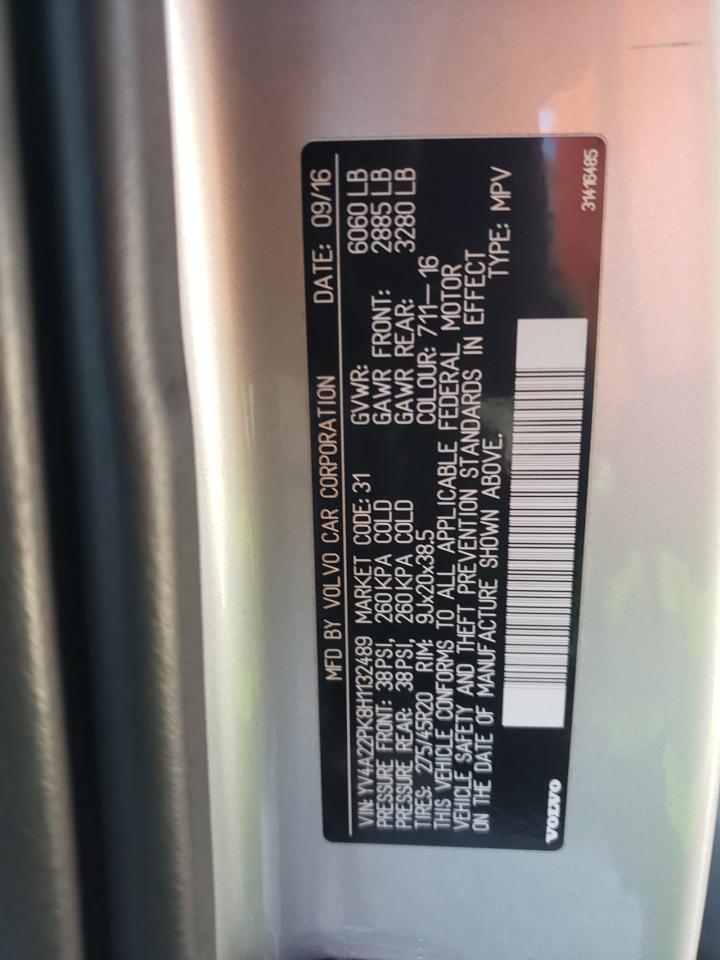 MFD BY VOLVO CAR CORPORATION DATE: 09/16
VIN: YV4A22PK8H1132489 MARKET CODE: 31 GVWR: 6060 LB
PRESSURE FRONT: 38PSI, 260KPA COLD GAWR FRONT: 2885 LB
PRESSURE REAR: 38PSI, 260KPA COLD GAWR REAR: 3280 LB
TIRES: 275/45R20 RIM: 9Jx20x38.5 COLOUR: 711-16
THIS VEHICLE CONFORMS TO ALL APPLICABLE FEDERAL MOTOR
VEHICLE SAFETY AND THEFT PREVENTION STANDARDS IN EFFECT
ON THE DATE OF MANUFACTURE SHOWN ABOVE. TYPE: MPV
VOLVO 31416485